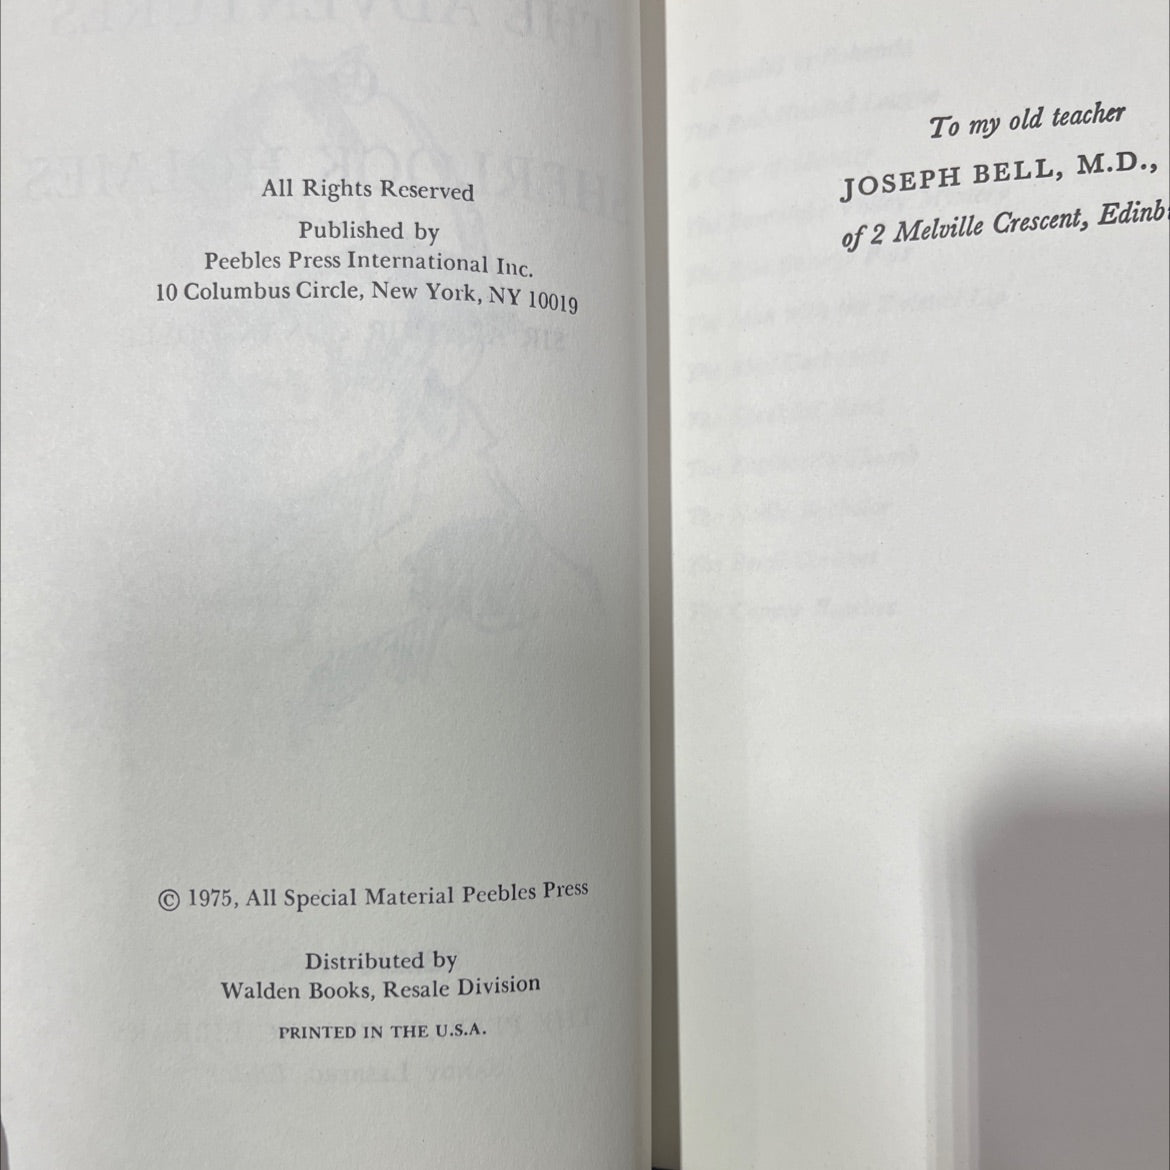 All Rights Reserved
Published by
Peebles Press International Inc.
10 Columbus Circle, New York, NY 10019
© 1975, All Special Material Peebles Press
Distributed by
Walden Books, Resale Division
PRINTED IN THE U.S.A.
To my old teacher
JOSEPH BELL, M.D.,
of 2 Melville Crescent,